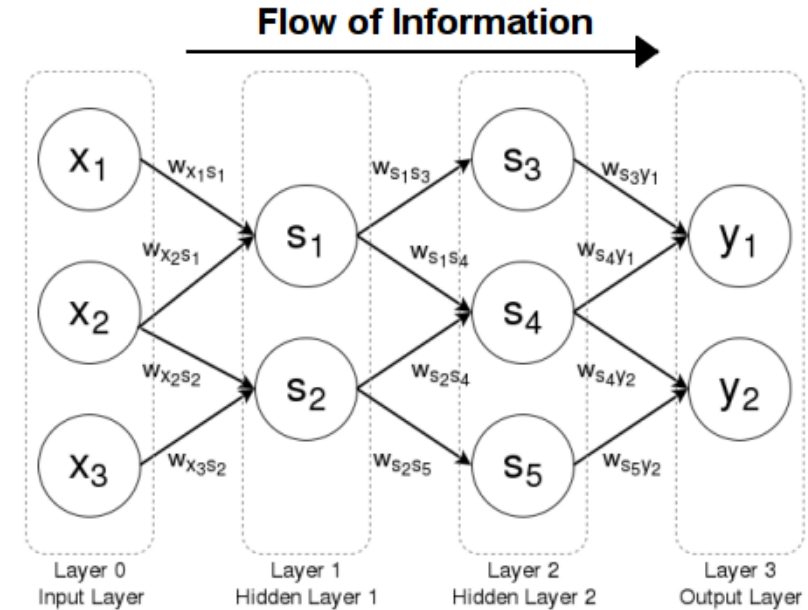 Flow of Information
x₁
x₂
x₃
wx₁s₁
wx₂s₁
wx₂s₂
wx₃s₂
s₁
s₂
ws₁s₃
ws₁s₄
ws₂s₄
ws₂s₅
s₃
s₄
s₅
ws₃y₁
ws₄y₁
ws₄y₂
ws₅y₂
y₁
y₂
Layer 0
Input Layer
Layer 1
Hidden Layer 1
Layer 2
Hidden Layer 2
Layer 3
Output Layer